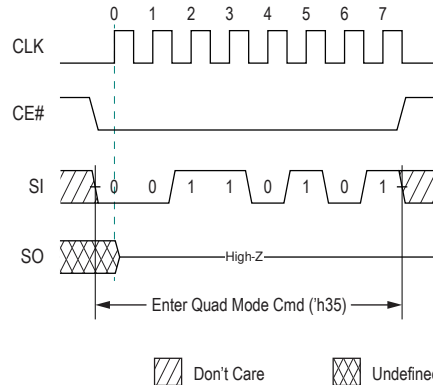 0 1 2 3 4 5 6 7
CLK
CE#
SI 0 0 1 1 0 1 0 1
SO High-Z
Enter Quad Mode Cmd ('h35)
Don't Care Undefined